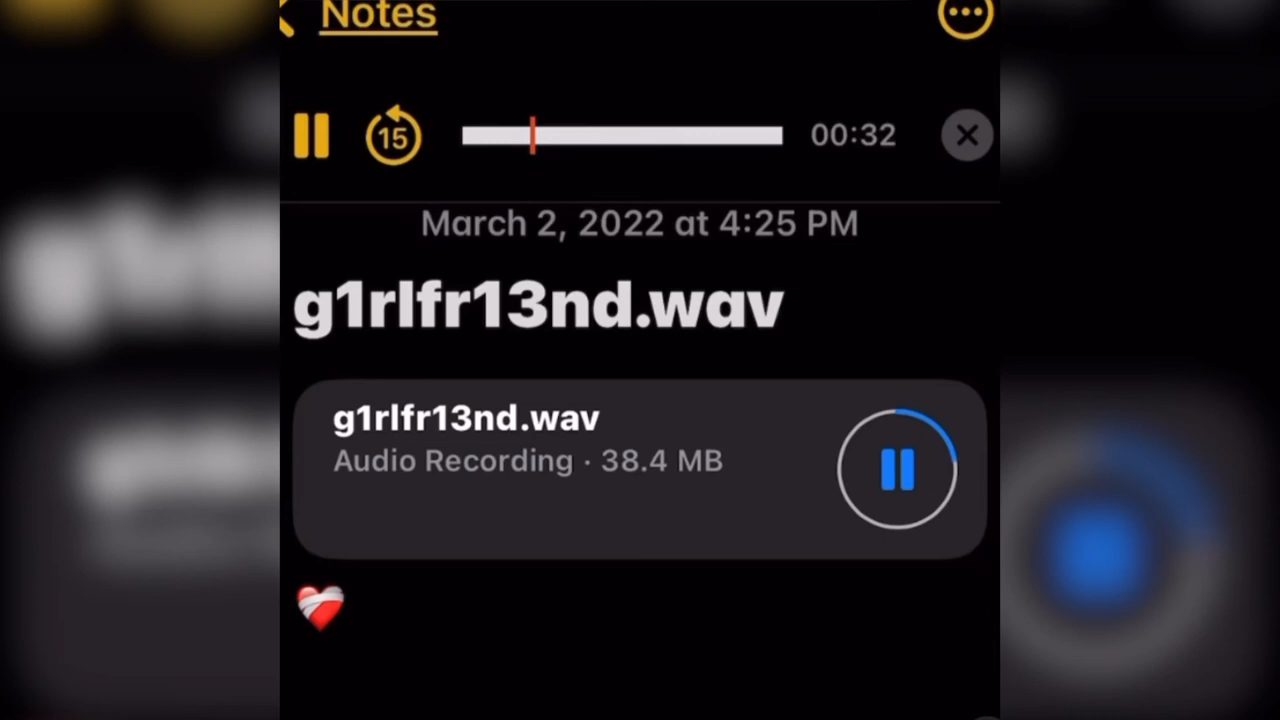 Notes
15
00:32
March 2, 2022 at 4:25 PM
g1rlfr13nd.wav
g1rlfr13nd.wav
Audio Recording · 38.4 MB